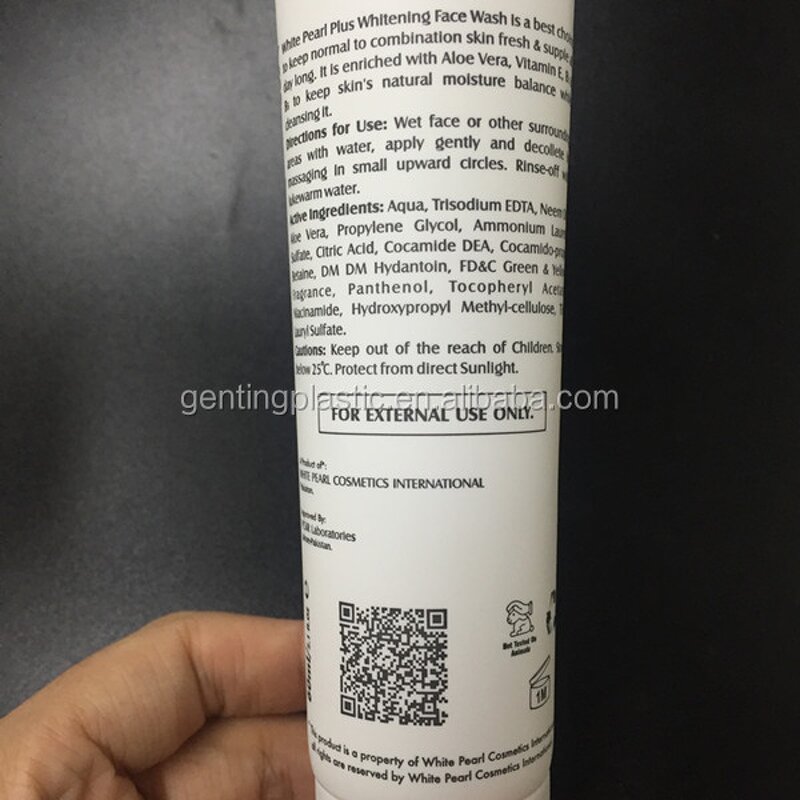 White Pearl Plus Whitening Face Wash is a best
to keep normal to combination skin fresh & supple
day long. It is enriched with Aloe Vera, Vitamin E,
to keep skin's natural moisture balance
cleansing it.
Directions for Use: Wet face or other
areas with water, apply gently and decollete
massaging in small upward circles. Rinse-off
lukewarm water.
Active Ingredients: Aqua, Trisodium EDTA, Neem
Aloe Vera, Propylene Glycol, Ammonium
Sulfate, Citric Acid, Cocamide DEA,
Betaine, DM DM Hydantoin, FD&C Green &
Fragrance, Panthenol, Tocopheryl
Niacinamide, Hydroxypropyl Methyl-cellulose,
Lauryl Sulfate.
Cautions: Keep out of the reach of Children.
below 25°C. Protect from direct Sunlight.
gentingplastic.en.alibaba.com
FOR EXTERNAL USE ONLY.
Product of:
WHITE PEARL COSMETICS INTERNATIONAL
Approved By:
Laboratories
Pakistan.
Not Tested On
Animals
1M
This product is a property of White Pearl Cosmetics
all rights are reserved by White Pearl Cosmetics